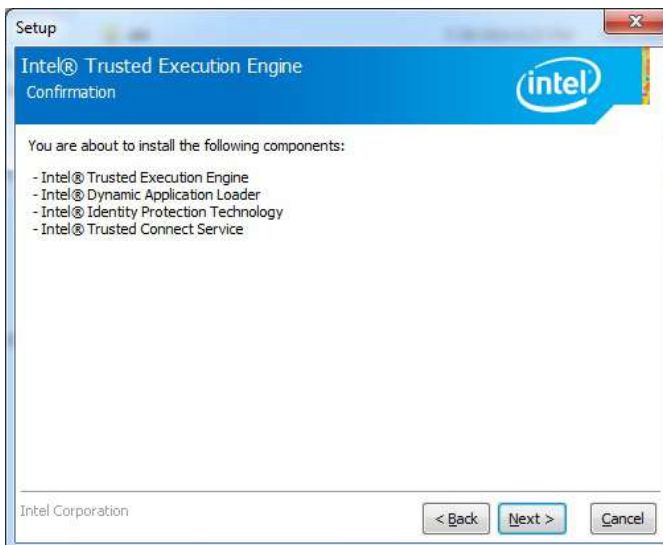 Setup
Intel® Trusted Execution Engine
Confirmation
intel
You are about to install the following components:
- Intel® Trusted Execution Engine
- Intel® Dynamic Application Loader
- Intel® Identity Protection Technology
- Intel® Trusted Connect Service
Intel Corporation
< Back
Next >
Cancel